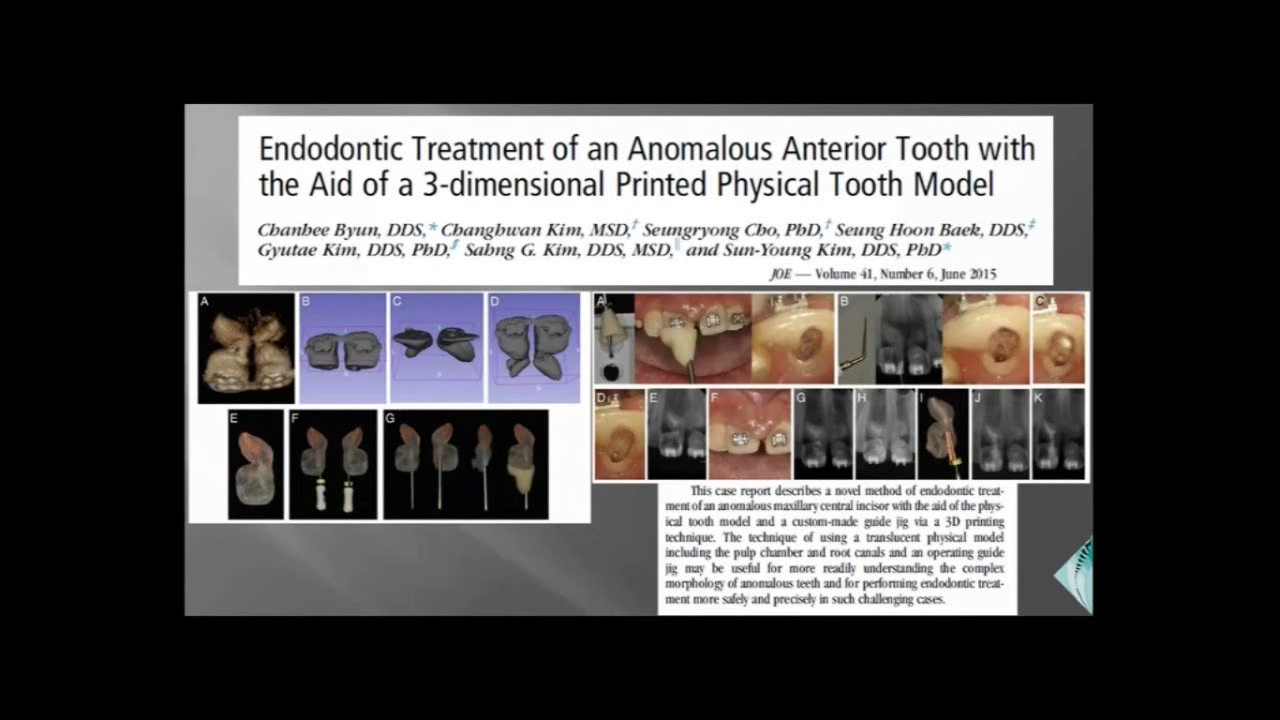 Endodontic Treatment of an Anomalous Anterior Tooth with
the Aid of a 3-dimensional Printed Physical Tooth Model
Chanhee Byun, DDS,* Changhwan Kim, MSD,† Seungryong Cho, PhD,† Seung Hoon Baek, DDS,‡
Gyutae Kim, DDS, PhD,§ Sahng G. Kim, DDS, MSD,‖ and Sun-Young Kim, DDS, PhD*
JOE — Volume 41, Number 6, June 2015
A B C D
E F G
A B C
D E F G H I J K
This case report describes a novel method of endodontic treat-
ment of an anomalous maxillary central incisor with the aid of the phys-
ical tooth model and a custom-made guide jig via a 3D printing
technique. The technique of using a translucent physical model
including the pulp chamber and root canals and an operating guide
jig may be useful for more readily understanding the complex
morphology of anomalous teeth and for performing endodontic treat-
ment more safely and precisely in such challenging cases.